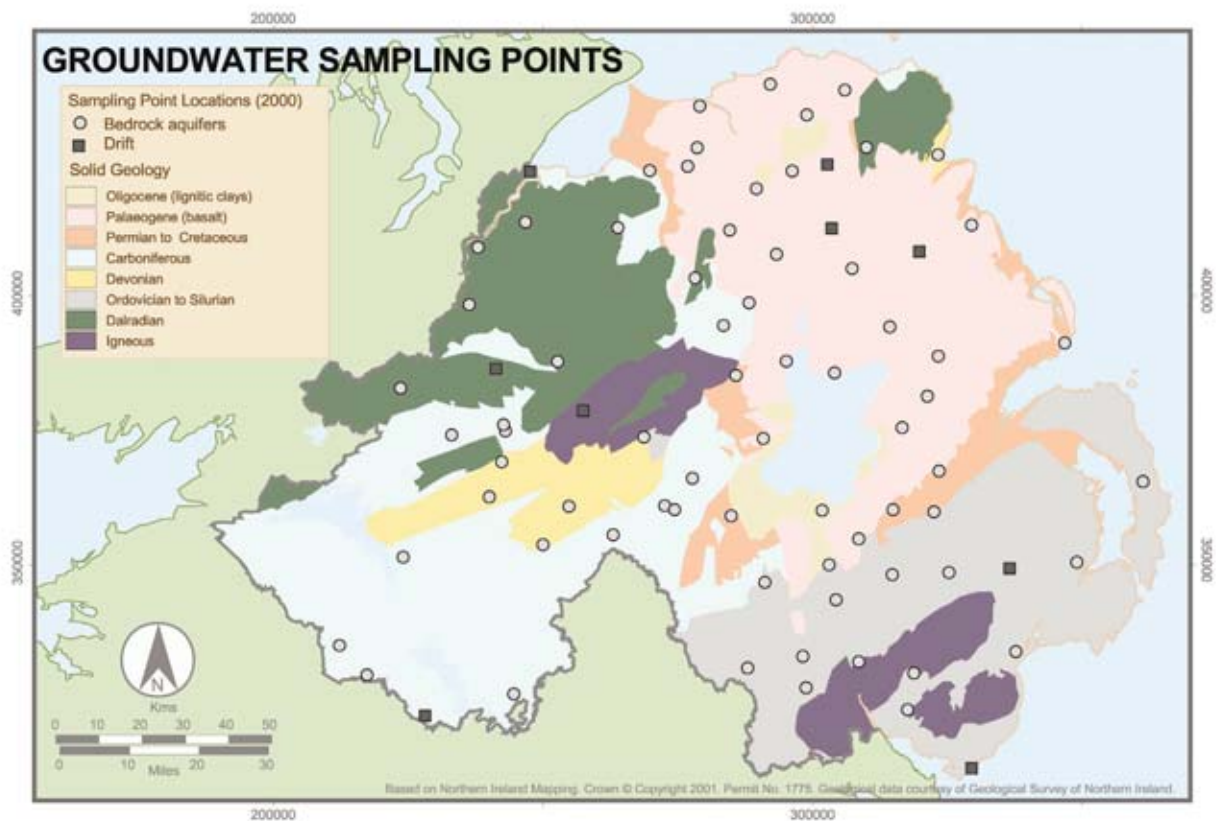 200000 300000
GROUNDWATER SAMPLING POINTS
Sampling Point Locations (2000)
Bedrock aquifers
Drift
Solid Geology
Oligocene (lignitic clays)
Palaeogene (basalt)
Permian to Cretaceous
Carboniferous
Devonian
Ordovician to Silurian
Dalradian
Igneous
400000 400000
350000 350000
N
Kms
0 10 20 30 40 50
0 10 20 30
Miles
Based on Northern Ireland Mapping. Crown © Copyright 2001. Permit No. 1775. Geological data courtesy of Geological Survey of Northern Ireland.
200000 300000